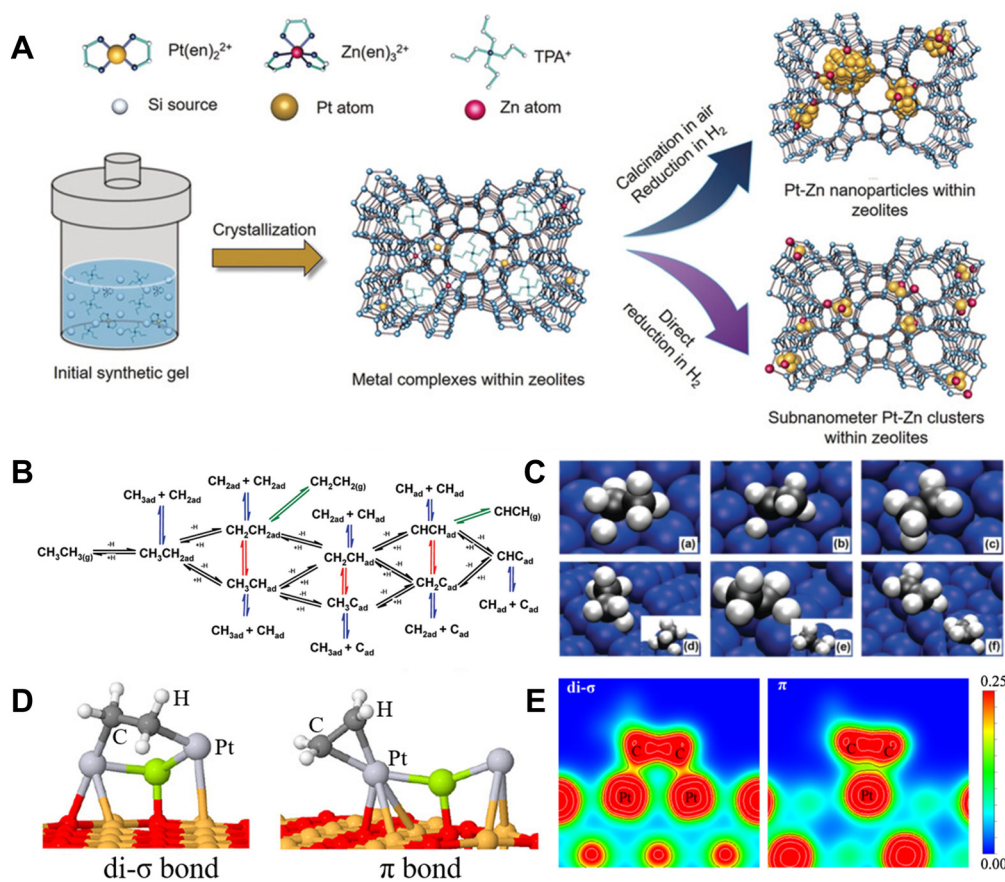 A
Pt(en)₂²⁺
Zn(en)₃²⁺
TPA⁺
Si source
Pt atom
Zn atom
Initial synthetic gel
Crystallization
Metal complexes within zeolites
Calcination in air
Reduction in H₂
Direct
reduction in H₂
Pt-Zn nanoparticles within
zeolites
Subnanometer Pt-Zn clusters
within zeolites
B
CH₃ad + CH₂ad
CH₂ad + CH₂ad
CH₂CH₂(g)
CH₂ad + CHad
CHad + CHad
CHCH(g)
CH₃CH₃(g)
-H
+H
CH₃CH₂ad
-H
+H
CH₂CH₂ad
-H
+H
CH₂CHad
-H
+H
CHCHad
-H
+H
CHCad
-H
+H
CH₃CHad
-H
+H
-H
+H
CH₃Cad
-H
+H
-H
+H
CH₂Cad
-H
+H
CH₃ad + CHad
CH₃ad + Cad
CH₂ad + Cad
CHad + Cad
C
(a)
(b)
(c)
(d)
(e)
(f)
D
H
C
Pt
di-σ bond
H
C
Pt
π bond
E
di-σ
C
C
Pt
Pt
π
C
C
Pt
0.25
0.00